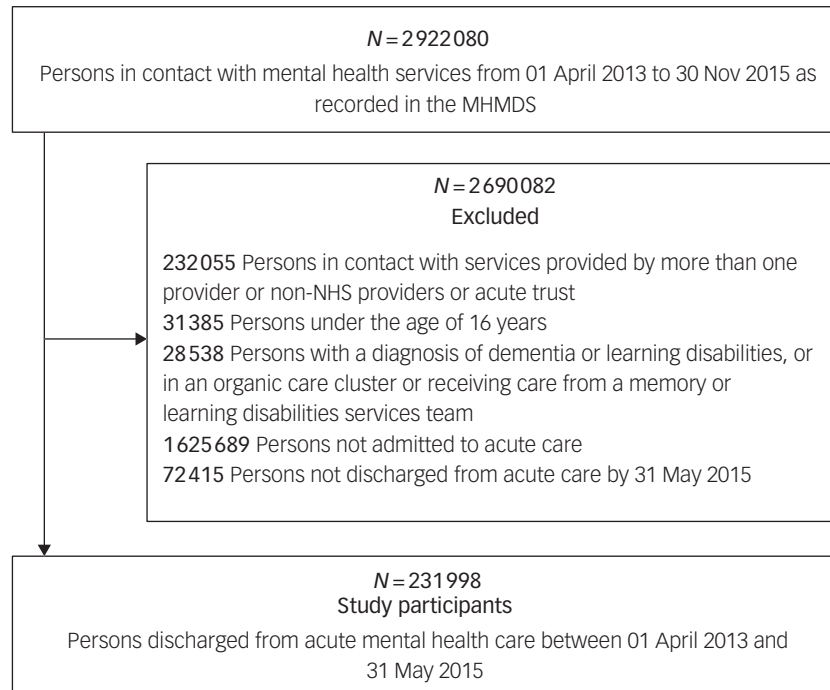 N = 2922080
Persons in contact with mental health services from 01 April 2013 to 30 Nov 2015 as
recorded in the MHMDS
N = 2690082
Excluded
232055 Persons in contact with services provided by more than one
provider or non-NHS providers or acute trust
31385 Persons under the age of 16 years
28538 Persons with a diagnosis of dementia or learning disabilities, or
in an organic care cluster or receiving care from a memory or
learning disabilities services team
1625689 Persons not admitted to acute care
72415 Persons not discharged from acute care by 31 May 2015
N = 231998
Study participants
Persons discharged from acute mental health care between 01 April 2013 and
31 May 2015